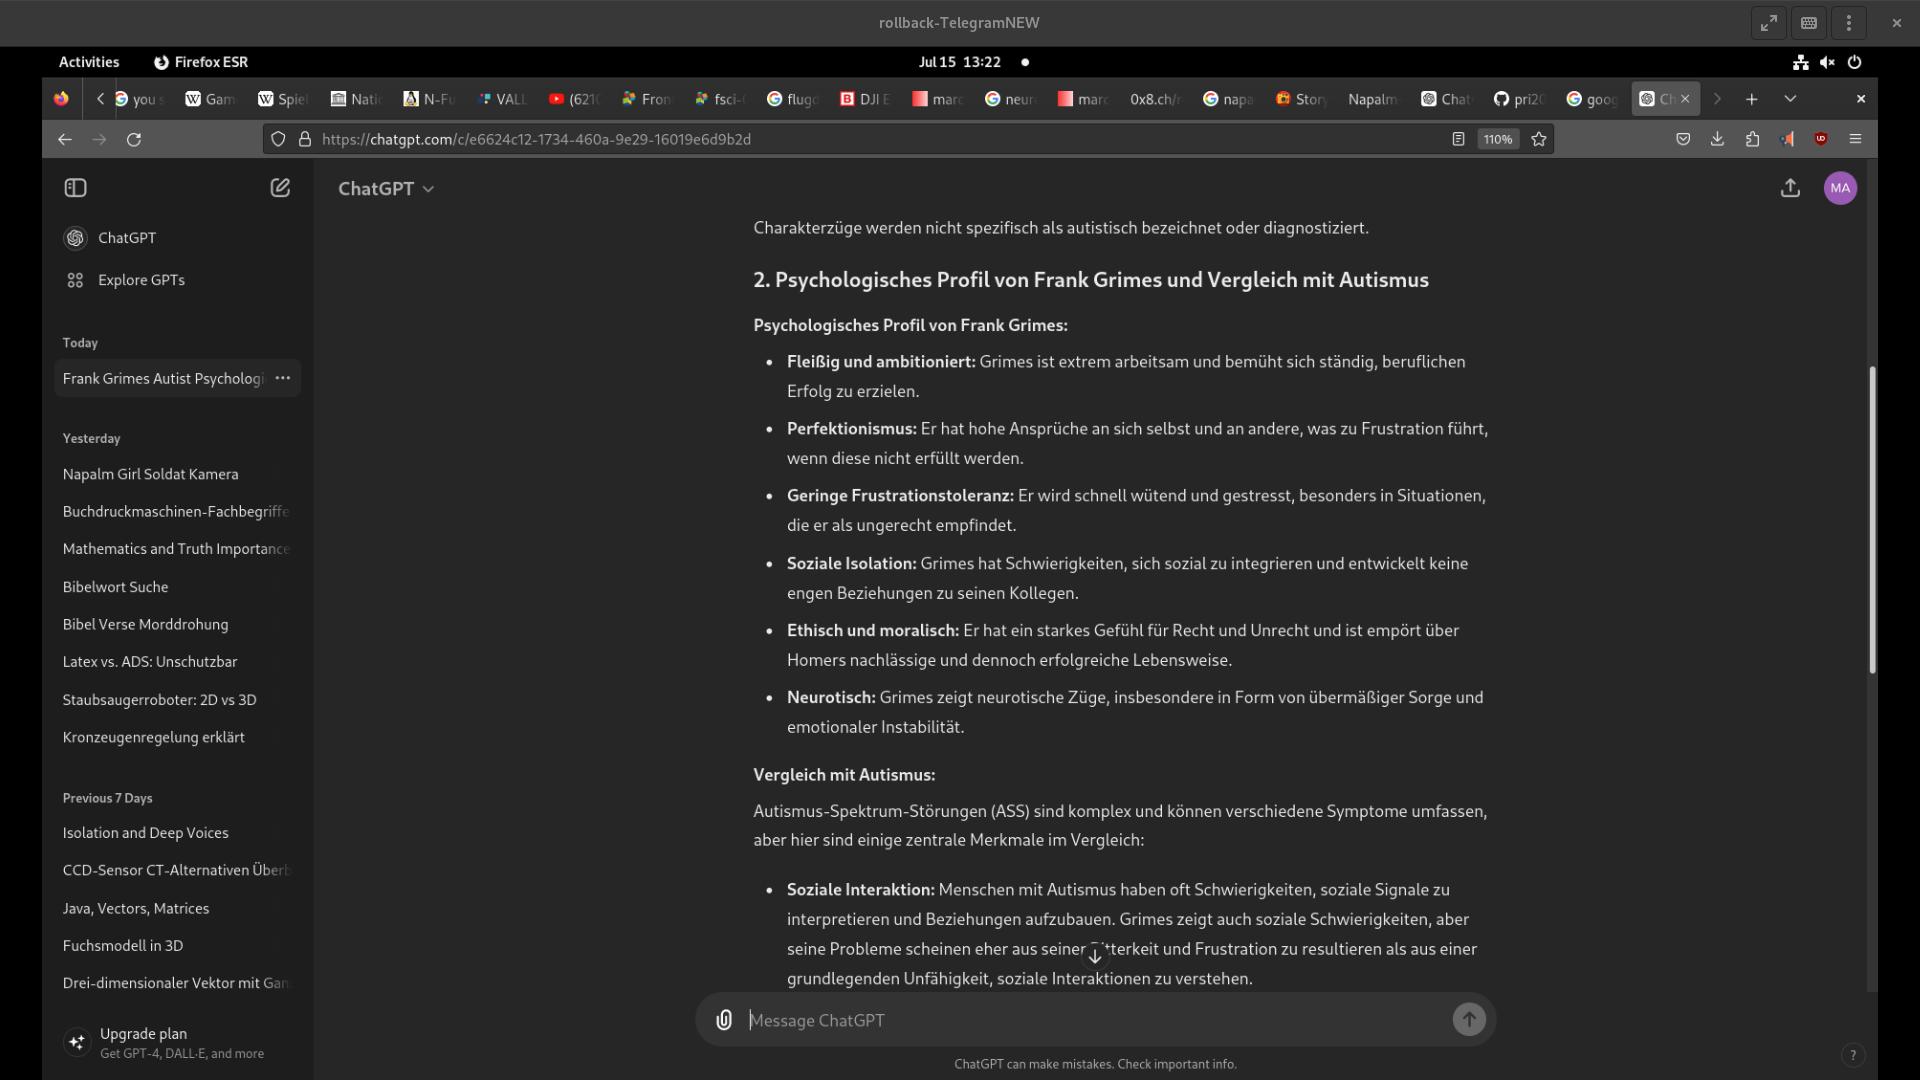 rollback-TelegramNEW
Activities
Firefox ESR
Jul 15 13:22
you s
Gam
Spie
Nati
N-Fu
VALL
(621
Fron
fsci-
flug
DJI E
marc
neur
marc
0x8.ch/r
napa
Story
Napalm
Chat
pri20
goog
Ch
https://chatgpt.com/c/e6624c12-1734-460a-9e29-16019e6d9b2d
110%
ChatGPT
MA
ChatGPT
Explore GPTs
Today
Frank Grimes Autist Psychologi
Yesterday
Napalm Girl Soldat Kamera
Buchdruckmaschinen-Fachbegriffe
Mathematics and Truth Importance
Bibelwort Suche
Bibel Verse Morddrohung
Latex vs. ADS: Unschutzbar
Staubsaugerroboter: 2D vs 3D
Kronzeugenregelung erklärt
Previous 7 Days
Isolation and Deep Voices
CCD-Sensor CT-Alternativen Überb
Java, Vectors, Matrices
Fuchsmodell in 3D
Drei-dimensionaler Vektor mit Gan
Upgrade plan
Get GPT-4, DALL·E, and more
Charakterzüge werden nicht spezifisch als autistisch bezeichnet oder diagnostiziert.
2. Psychologisches Profil von Frank Grimes und Vergleich mit Autismus
Psychologisches Profil von Frank Grimes:
• Fleißig und ambitioniert: Grimes ist extrem arbeitsam und bemüht sich ständig, beruflichen
Erfolg zu erzielen.
• Perfektionismus: Er hat hohe Ansprüche an sich selbst und an andere, was zu Frustration führt,
wenn diese nicht erfüllt werden.
• Geringe Frustrationstoleranz: Er wird schnell wütend und gestresst, besonders in Situationen,
die er als ungerecht empfindet.
• Soziale Isolation: Grimes hat Schwierigkeiten, sich sozial zu integrieren und entwickelt keine
engen Beziehungen zu seinen Kollegen.
• Ethisch und moralisch: Er hat ein starkes Gefühl für Recht und Unrecht und ist empört über
Homers nachlässige und dennoch erfolgreiche Lebensweise.
• Neurotisch: Grimes zeigt neurotische Züge, insbesondere in Form von übermäßiger Sorge und
emotionaler Instabilität.
Vergleich mit Autismus:
Autismus-Spektrum-Störungen (ASS) sind komplex und können verschiedene Symptome umfassen,
aber hier sind einige zentrale Merkmale im Vergleich:
• Soziale Interaktion: Menschen mit Autismus haben oft Schwierigkeiten, soziale Signale zu
interpretieren und Beziehungen aufzubauen. Grimes zeigt auch soziale Schwierigkeiten, aber
seine Probleme scheinen eher aus seiner Bitterkeit und Frustration zu resultieren als aus einer
grundlegenden Unfähigkeit, soziale Interaktionen zu verstehen.
Message ChatGPT
ChatGPT can make mistakes. Check important info.
?